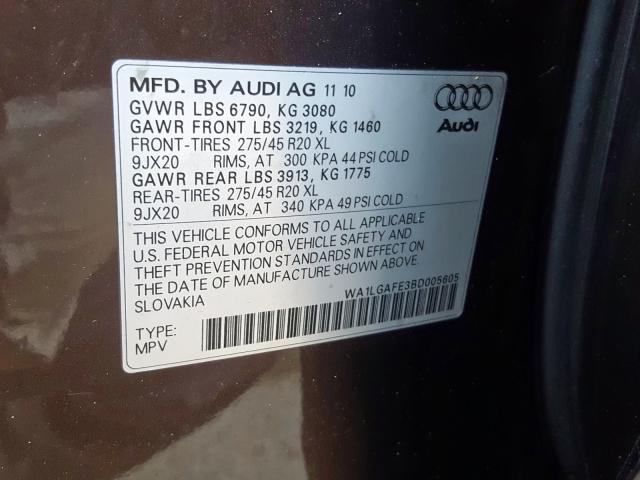 MFD. BY AUDI AG 11 10
GVWR LBS 6790, KG 3080
GAWR FRONT LBS 3219, KG 1460
FRONT-TIRES 275/45 R20 XL
9JX20 RIMS, AT 300 KPA 44 PSI COLD
GAWR REAR LBS 3913, KG 1775
REAR-TIRES 275/45 R20 XL
9JX20 RIMS, AT 340 KPA 49 PSI COLD
Audi
THIS VEHICLE CONFORMS TO ALL APPLICABLE
U.S. FEDERAL MOTOR VEHICLE SAFETY AND
THEFT PREVENTION STANDARDS IN EFFECT ON
THE DATE OF MANUFACTURE SHOWN ABOVE.
SLOVAKIA
WA1LGAFE3BD005605
TYPE:
MPV